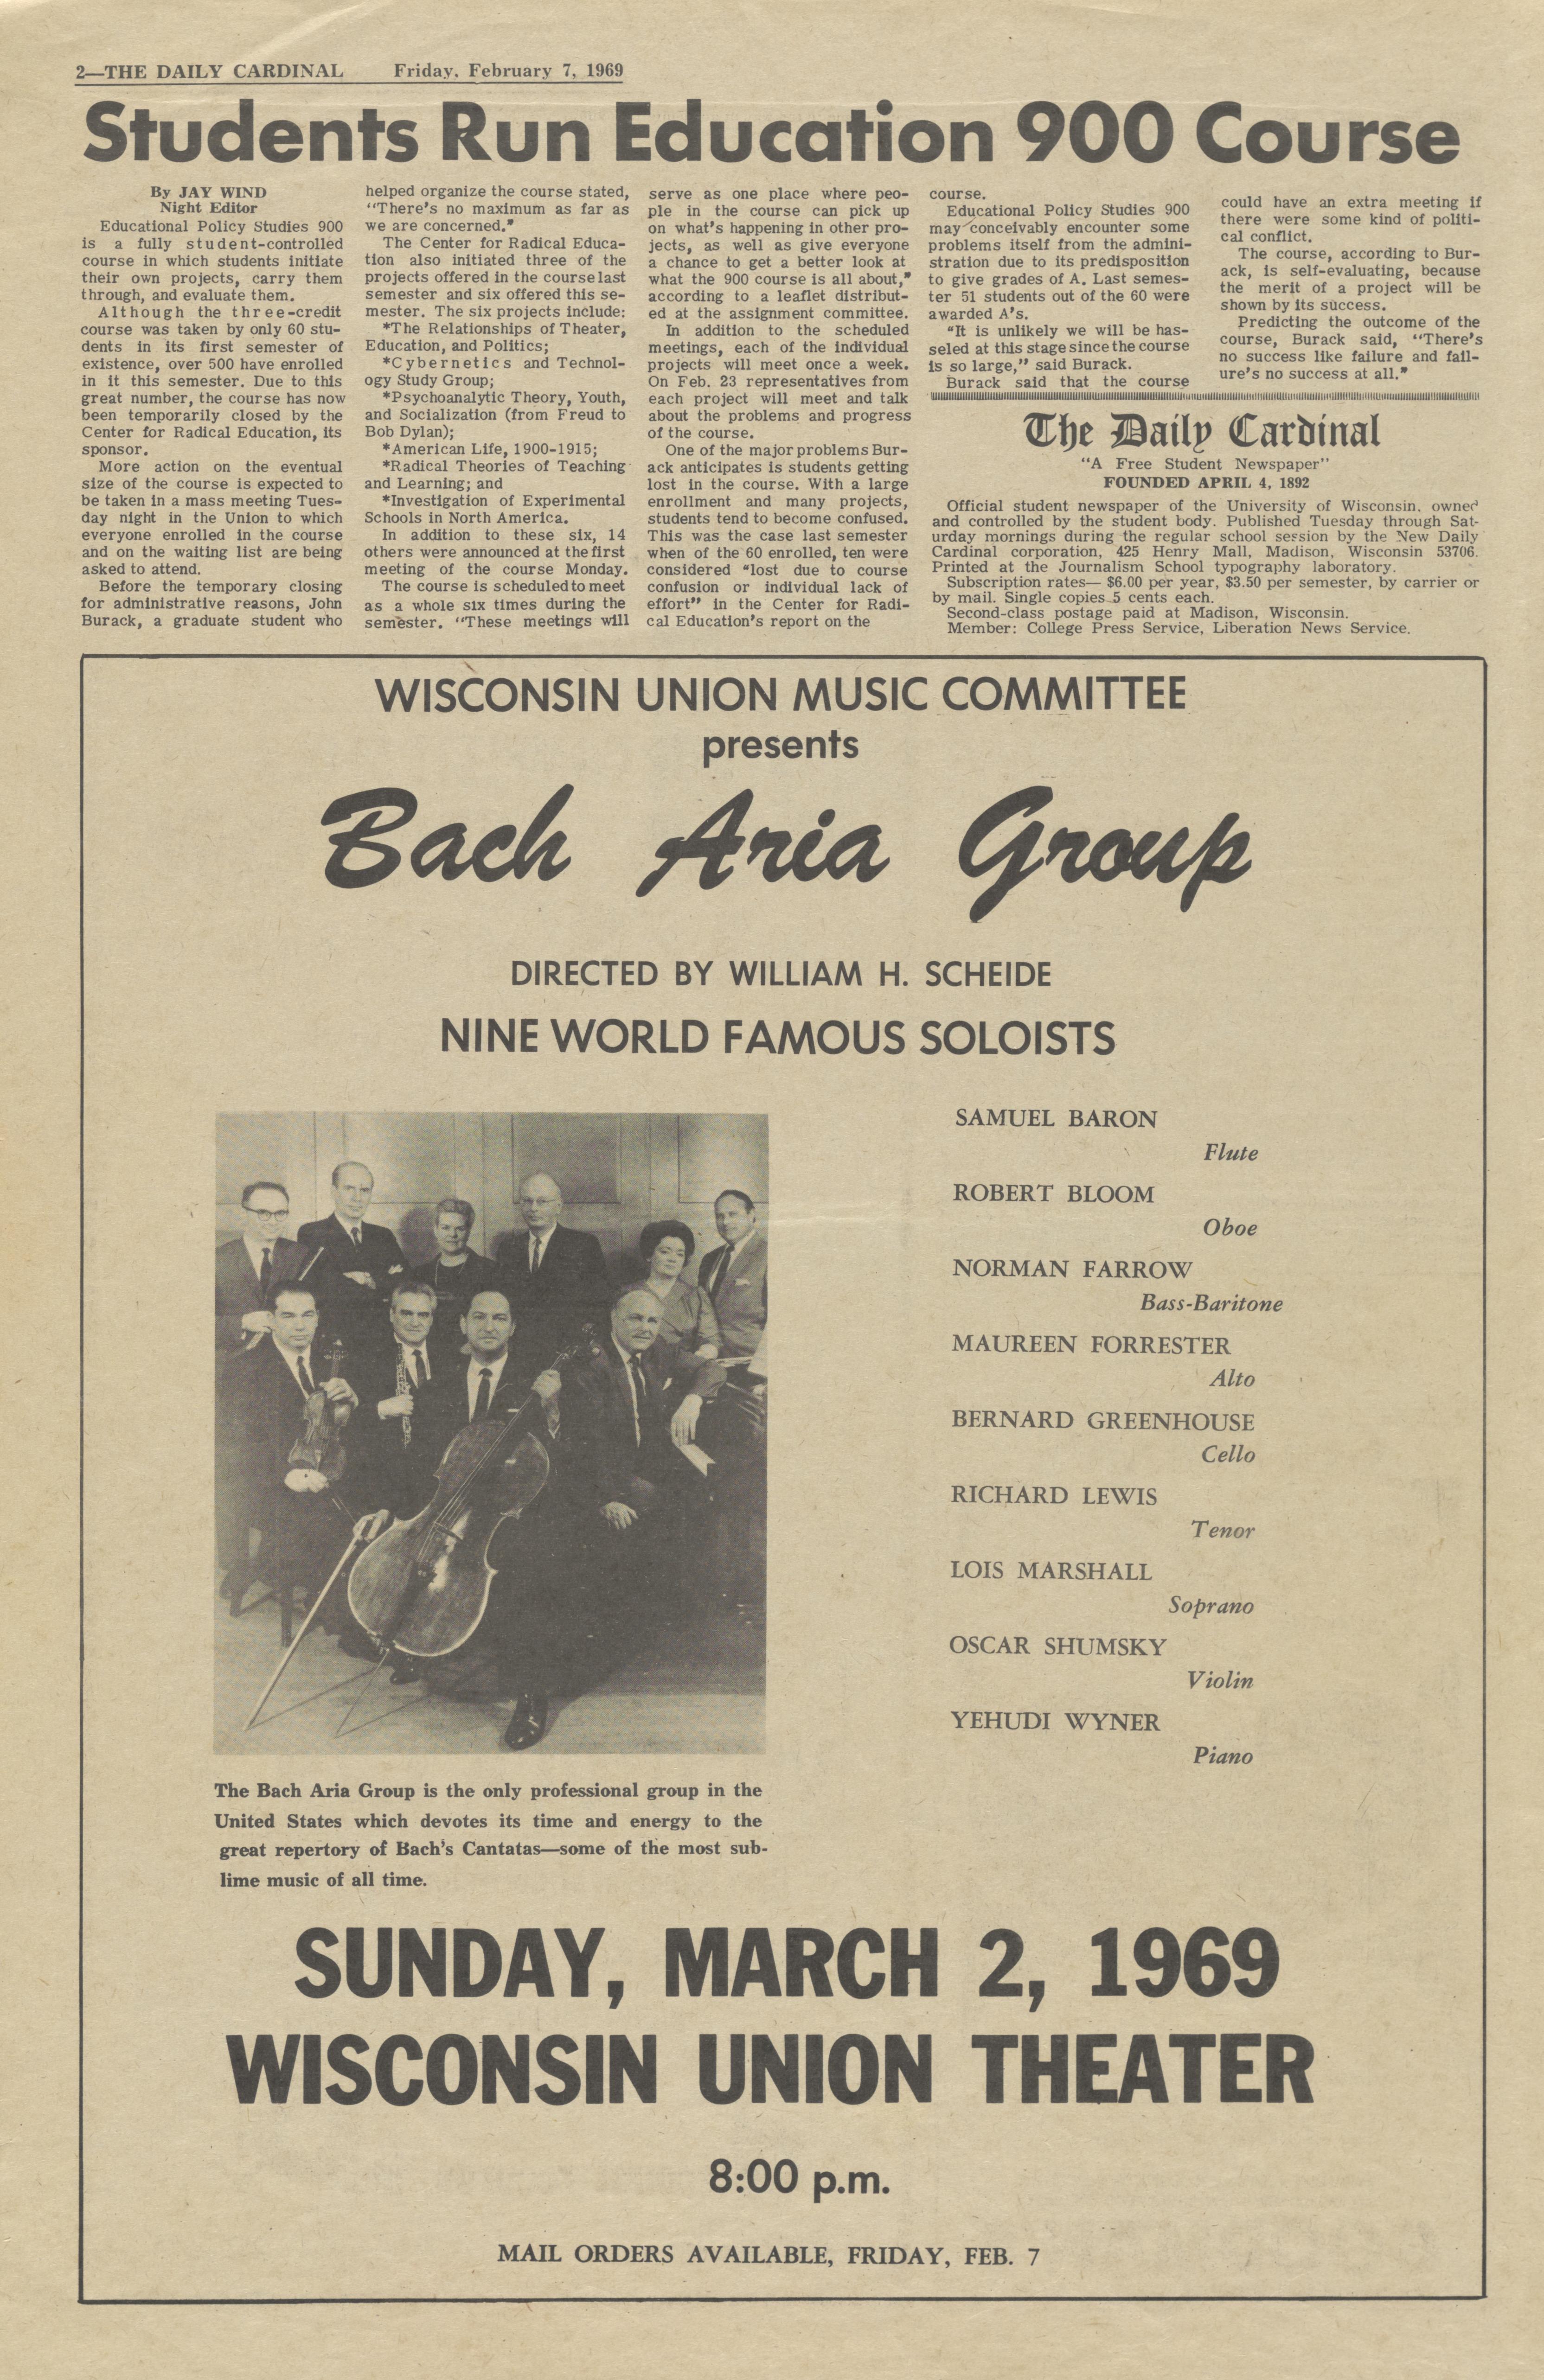 2—THE DAILY CARDINAL Friday, February 7, 1969
Students Run Education 900 Course
By JAY WIND
Night Editor
Educational Policy Studies 900
is a fully student-controlled
course in which students initiate
their own projects, carry them
through, and evaluate them.
Although the three-credit
course was taken by only 60 stu-
dents in its first semester of
existence, over 500 have enrolled
in it this semester. Due to this
great number, the course has now
been temporarily closed by the
Center for Radical Education, its
sponsor.
More action on the eventual
size of the course is expected to
be taken in a mass meeting Tues-
day night in the Union to which
everyone enrolled in the course
and on the waiting list are being
asked to attend.
Before the temporary closing
for administrative reasons, John
Burack, a graduate student who
helped organize the course stated,
"There's no maximum as far as
we are concerned."
The Center for Radical Educa-
tion also initiated three of the
projects offered in the course last
semester and six offered this se-
mester. The six projects include:
*The Relationships of Theater,
Education, and Politics;
*Cybernetics and Technol-
ogy Study Group;
*Psychoanalytic Theory, Youth,
and Socialization (from Freud to
Bob Dylan);
*American Life, 1900-1915;
*Radical Theories of Teaching
and Learning; and
*Investigation of Experimental
Schools in North America.
In addition to these six, 14
others were announced at the first
meeting of the course Monday.
The course is scheduled to meet
as a whole six times during the
semester. "These meetings will
serve as one place where peo-
ple in the course can pick up
on what's happening in other pro-
jects, as well as give everyone
a chance to get a better look at
what the 900 course is all about,"
according to a leaflet distribut-
ed at the assignment committee.
In addition to the scheduled
meetings, each of the individual
projects will meet once a week.
On Feb. 23 representatives from
each project will meet and talk
about the problems and progress
of the course.
One of the major problems Bur-
ack anticipates is students getting
lost in the course. With a large
enrollment and many projects,
students tend to become confused.
This was the case last semester
when of the 60 enrolled, ten were
considered "lost due to course
confusion or individual lack of
effort" in the Center for Radi-
cal Education's report on the
course.
Educational Policy Studies 900
may conceivably encounter some
problems itself from the admini-
stration due to its predisposition
to give grades of A. Last semes-
ter 51 students out of the 60 were
awarded A's.
"It is unlikely we will be has-
seled at this stage since the course
is so large," said Burack.
Burack said that the course
could have an extra meeting if
there were some kind of politi-
cal conflict.
The course, according to Bur-
ack, is self-evaluating, because
the merit of a project will be
shown by its success.
Predicting the outcome of the
course, Burack said, "There's
no success like failure and fail-
ure's no success at all."
The Daily Cardinal
"A Free Student Newspaper"
FOUNDED APRIL 4, 1892
Official student newspaper of the University of Wisconsin, owned
and controlled by the student body. Published Tuesday through Sat-
urday mornings during the regular school session by the New Daily
Cardinal corporation, 425 Henry Mall, Madison, Wisconsin 53706.
Printed at the Journalism School typography laboratory.
Subscription rates— $6.00 per year, $3.50 per semester, by carrier or
by mail. Single copies 5 cents each.
Second-class postage paid at Madison, Wisconsin.
Member: College Press Service, Liberation News Service.
WISCONSIN UNION MUSIC COMMITTEE
presents
Bach Aria Group
DIRECTED BY WILLIAM H. SCHEIDE
NINE WORLD FAMOUS SOLOISTS
SAMUEL BARON
Flute
ROBERT BLOOM
Oboe
NORMAN FARROW
Bass-Baritone
MAUREEN FORRESTER
Alto
BERNARD GREENHOUSE
Cello
RICHARD LEWIS
Tenor
LOIS MARSHALL
Soprano
OSCAR SHUMSKY
Violin
YEHUDI WYNER
Piano
The Bach Aria Group is the only professional group in the
United States which devotes its time and energy to the
great repertory of Bach's Cantatas—some of the most sub-
lime music of all time.
SUNDAY, MARCH 2, 1969
WISCONSIN UNION THEATER
8:00 p.m.
MAIL ORDERS AVAILABLE, FRIDAY, FEB. 7